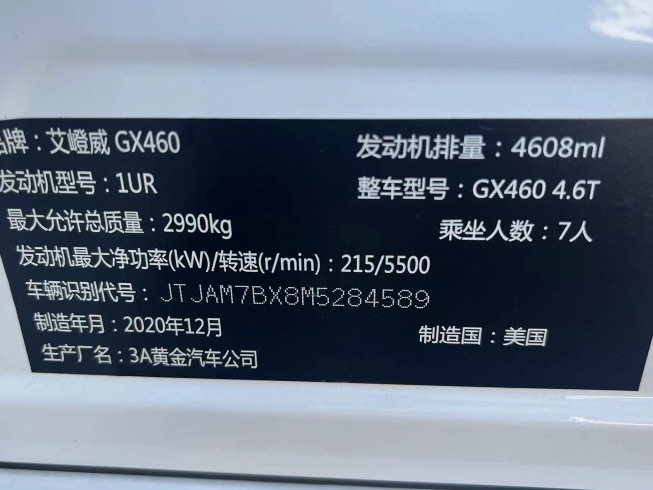 品牌：艾嶝威 GX460 发动机排量：4608ml
发动机型号：1UR 整车型号：GX460 4.6T
最大允许总质量：2990kg 乘坐人数：7人
发动机最大净功率(kW)/转速(r/min)：215/5500
车辆识别代号：JTJAM7BX8M5284589
制造年月：2020年12月 制造国：美国
生产厂名：3A黄金汽车公司